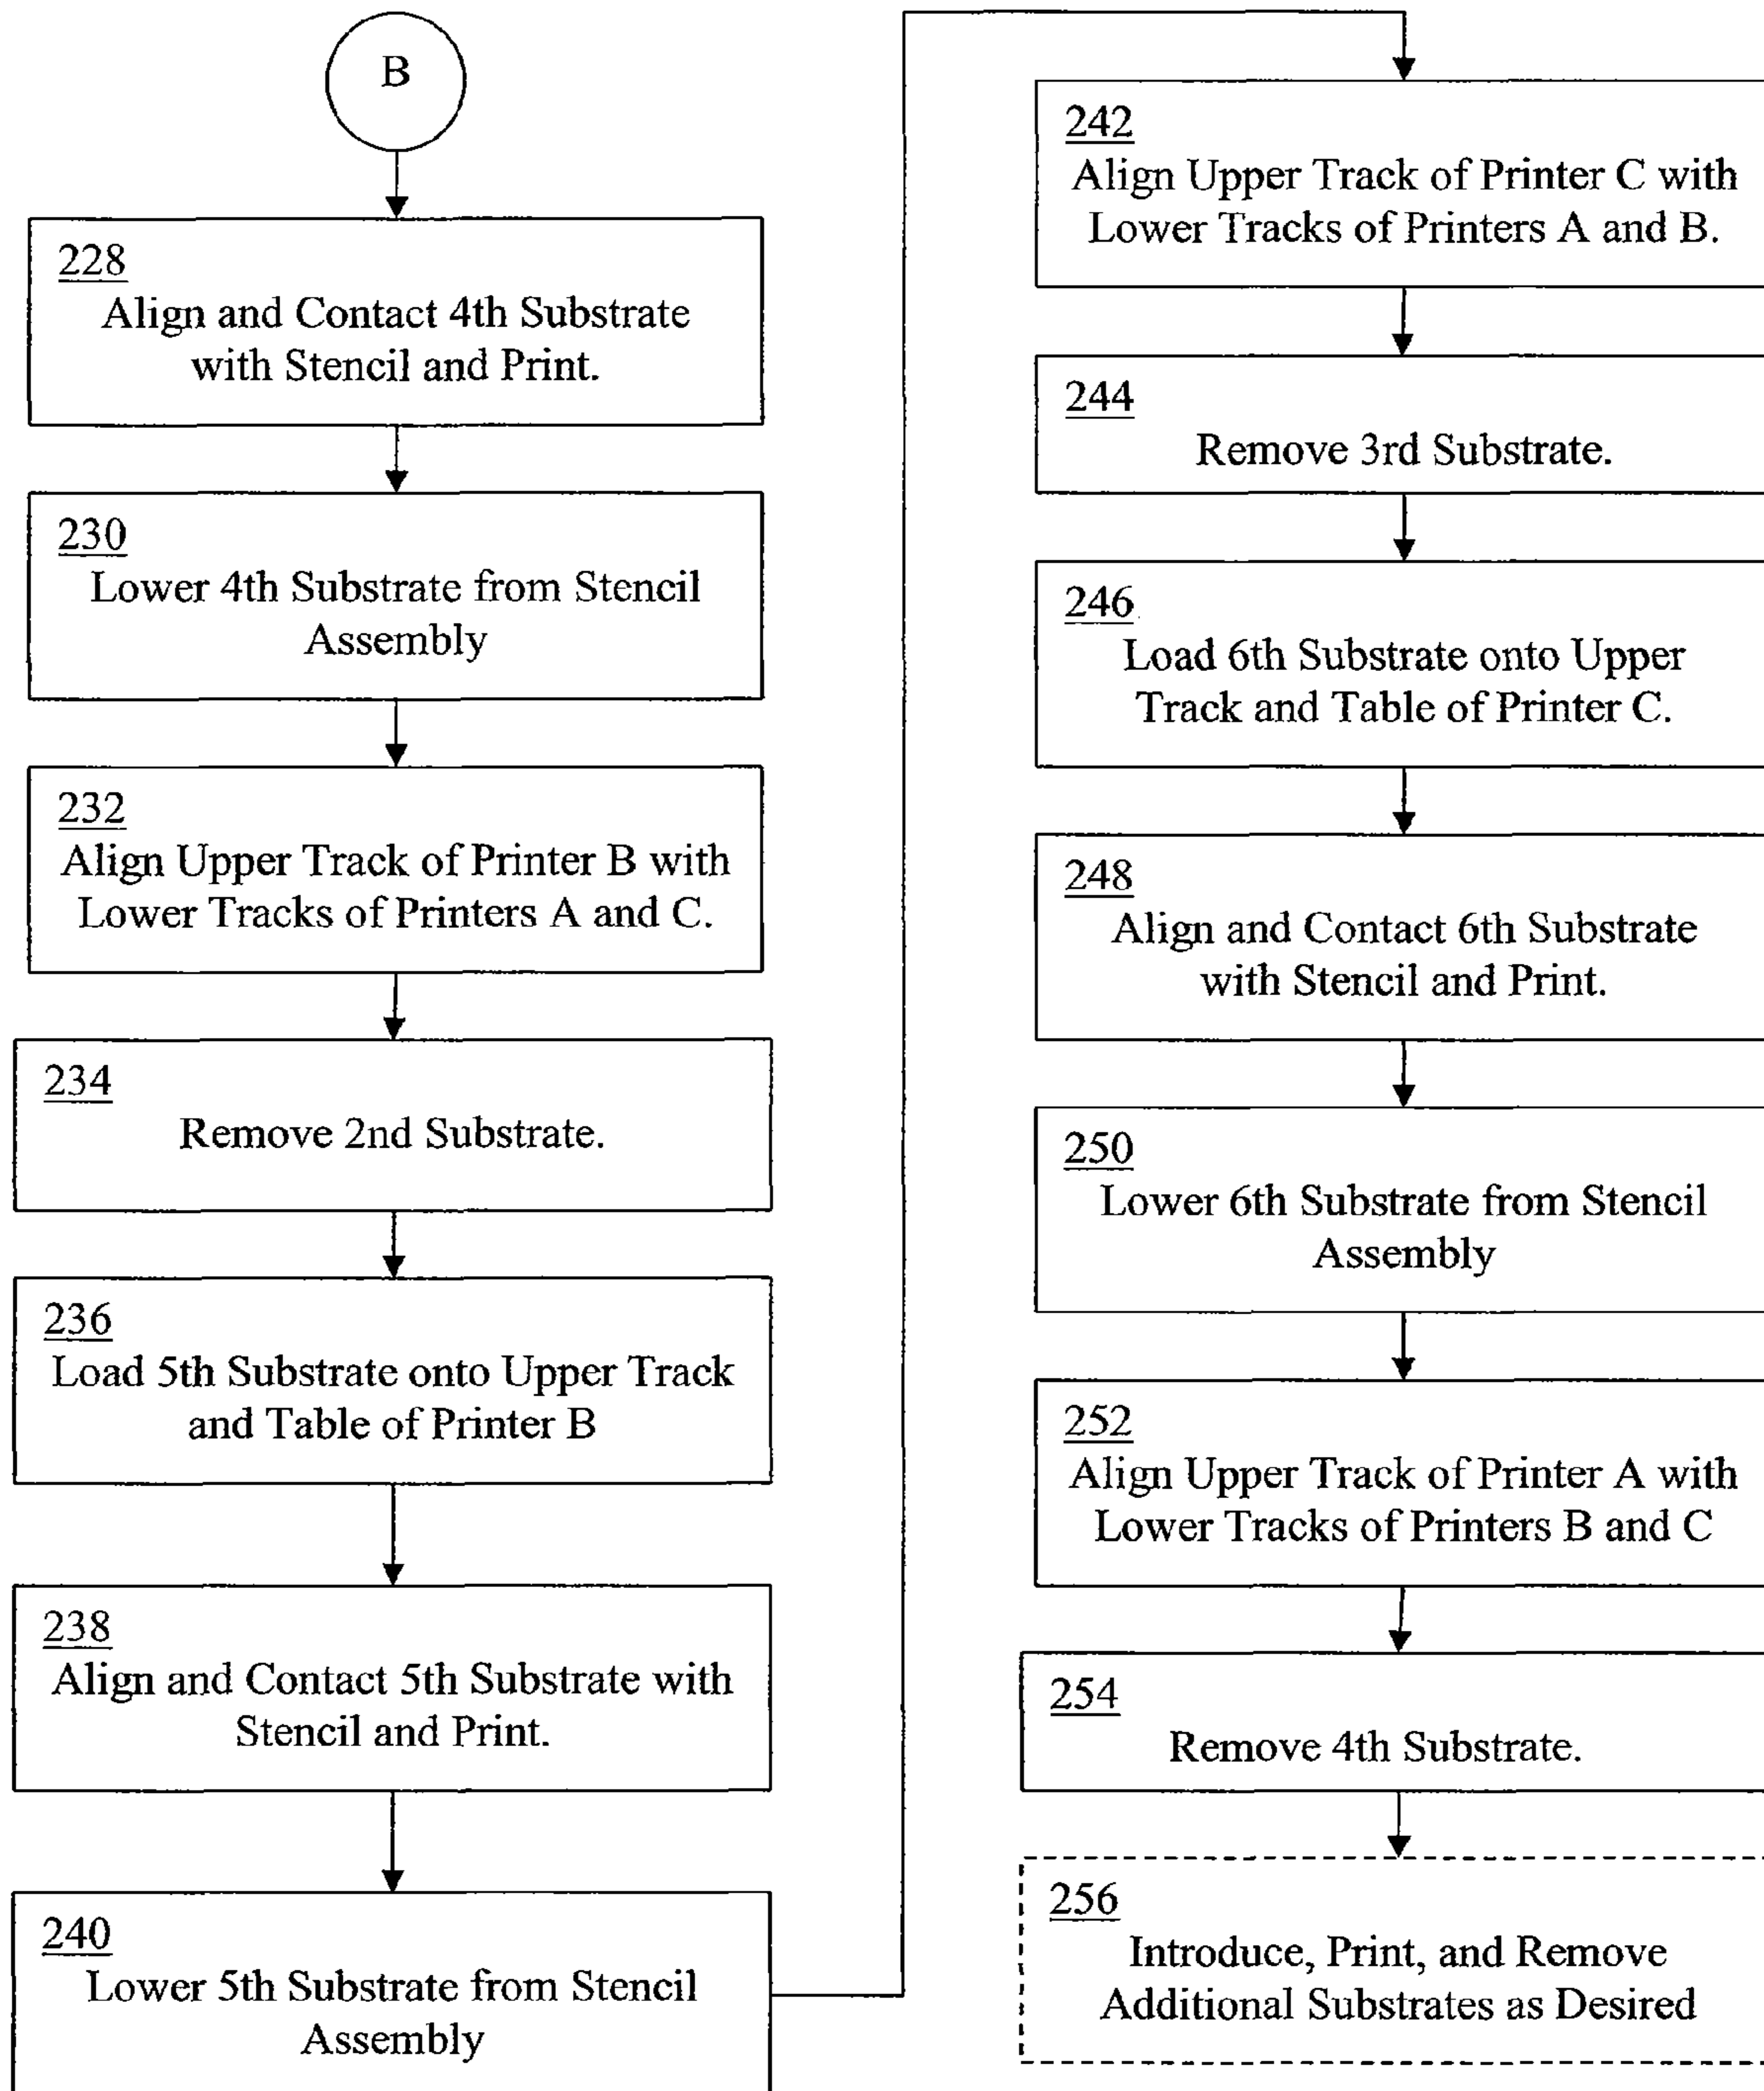 B
228
Align and Contact 4th Substrate
with Stencil and Print.
230
Lower 4th Substrate from Stencil
Assembly
232
Align Upper Track of Printer B with
Lower Tracks of Printers A and C.
234
Remove 2nd Substrate.
236
Load 5th Substrate onto Upper Track
and Table of Printer B
238
Align and Contact 5th Substrate with
Stencil and Print.
240
Lower 5th Substrate from Stencil
Assembly
242
Align Upper Track of Printer C with
Lower Tracks of Printers A and B.
244
Remove 3rd Substrate.
246
Load 6th Substrate onto Upper
Track and Table of Printer C.
248
Align and Contact 6th Substrate
with Stencil and Print.
250
Lower 6th Substrate from Stencil
Assembly
252
Align Upper Track of Printer A with
Lower Tracks of Printers B and C
254
Remove 4th Substrate.
256
Introduce, Print, and Remove
Additional Substrates as Desired